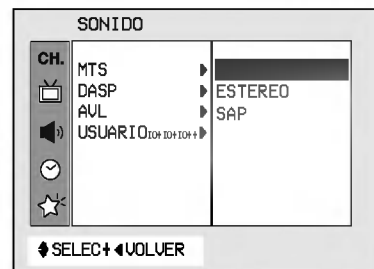 SONIDO
CH.
MTS
DASP
AVL
USUARIO
ESTEREO
SAP
SELEC VOLVER